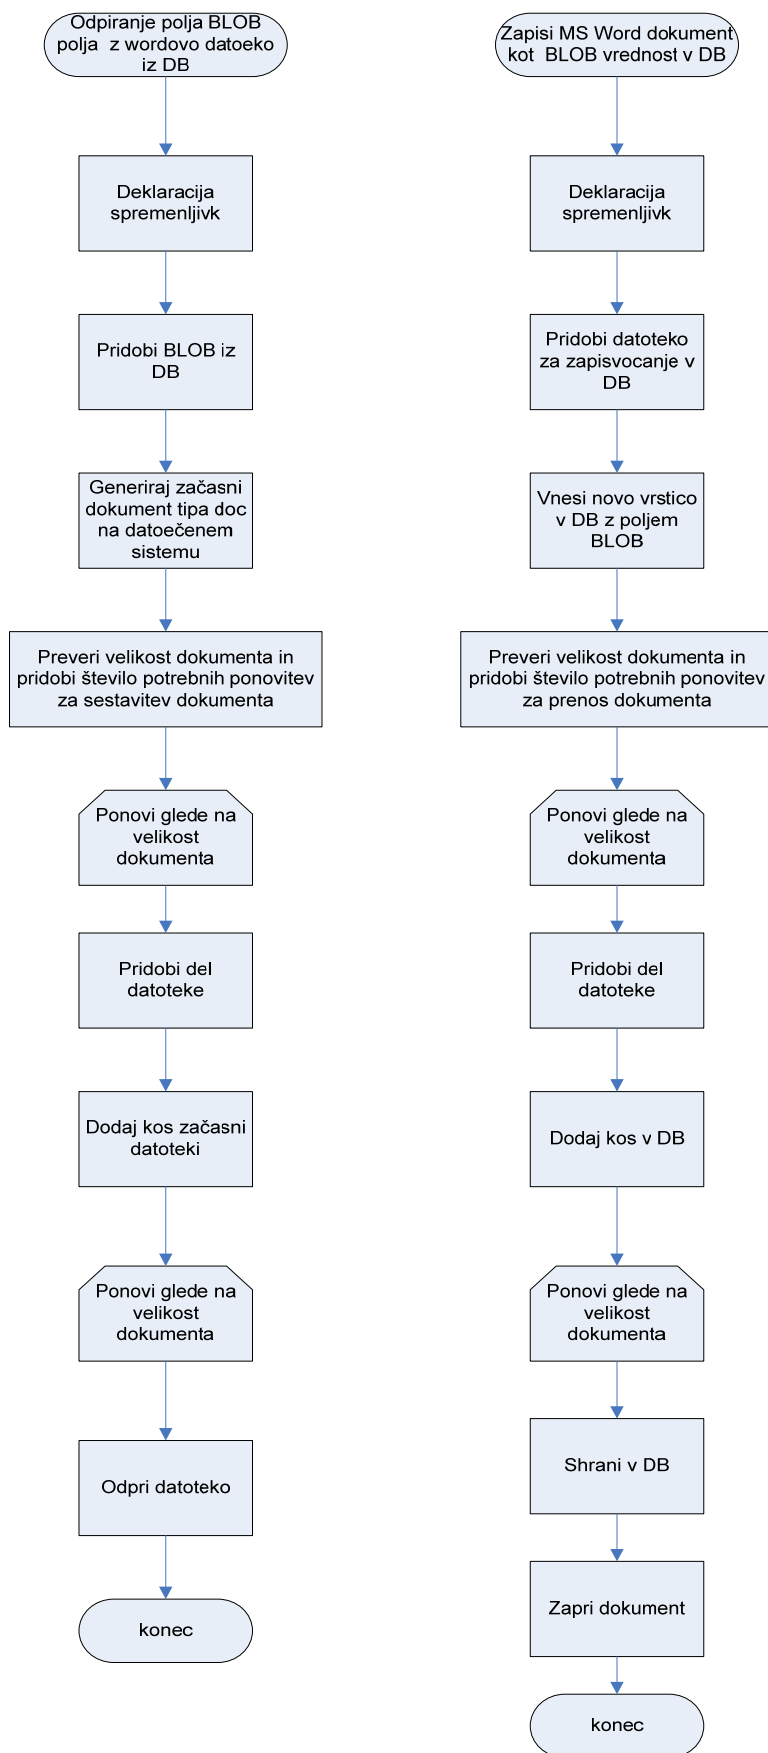 Odpiranje polja BLOB
polja z wordovo datoeko
iz DB
Deklaracija
spremenljivk
Pridobi BLOB iz
DB
Generiraj začasni
dokument tipa doc
na datoečenem
sistemu
Preveri velikost dokumenta in
pridobi število potrebnih ponovitev
za sestavitev dokumenta
Ponovi glede na
velikost
dokumenta
Pridobi del
datoteke
Dodaj kos začasni
datoteki
Ponovi glede na
velikost
dokumenta
Odpri datoteko
konec
Zapisi MS Word dokument
kot BLOB vrednost v DB
Deklaracija
spremenljivk
Pridobi datoteko
za zapisvocanje v
DB
Vnesi novo vrstico
v DB z poljem
BLOB
Preveri velikost dokumenta in
pridobi število potrebnih ponovitev
za prenos dokumenta
Ponovi glede na
velikost
dokumenta
Pridobi del
datoteke
Dodaj kos v DB
Ponovi glede na
velikost
dokumenta
Shrani v DB
Zapri dokument
konec